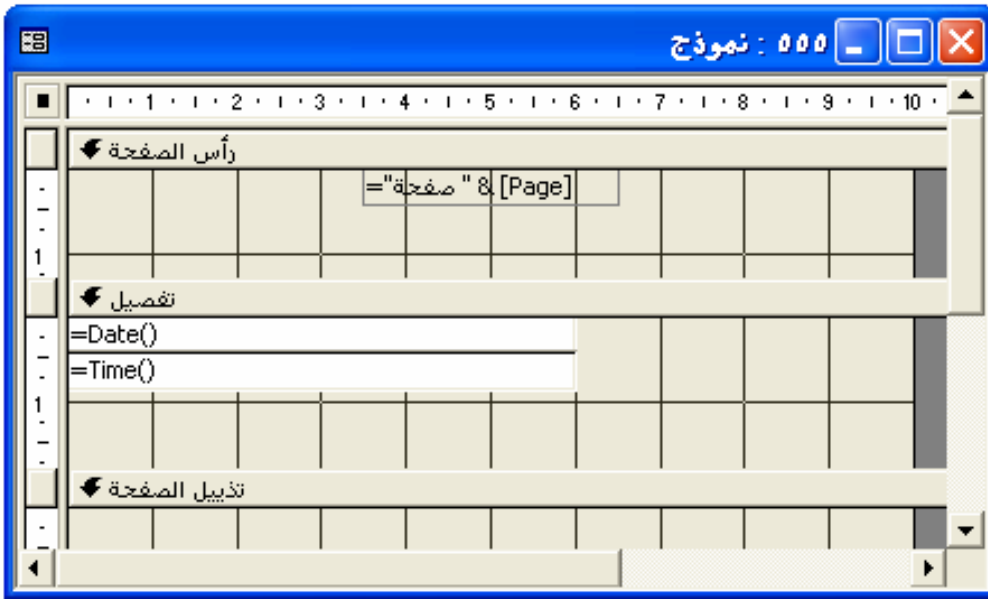 ٥٥٥ : نموذج
1 2 3 4 5 6 7 8 9 10
رأس الصفحة
="صفحة " & [Page]
1
تفصيل
=Date()
=Time()
1
تذييل الصفحة